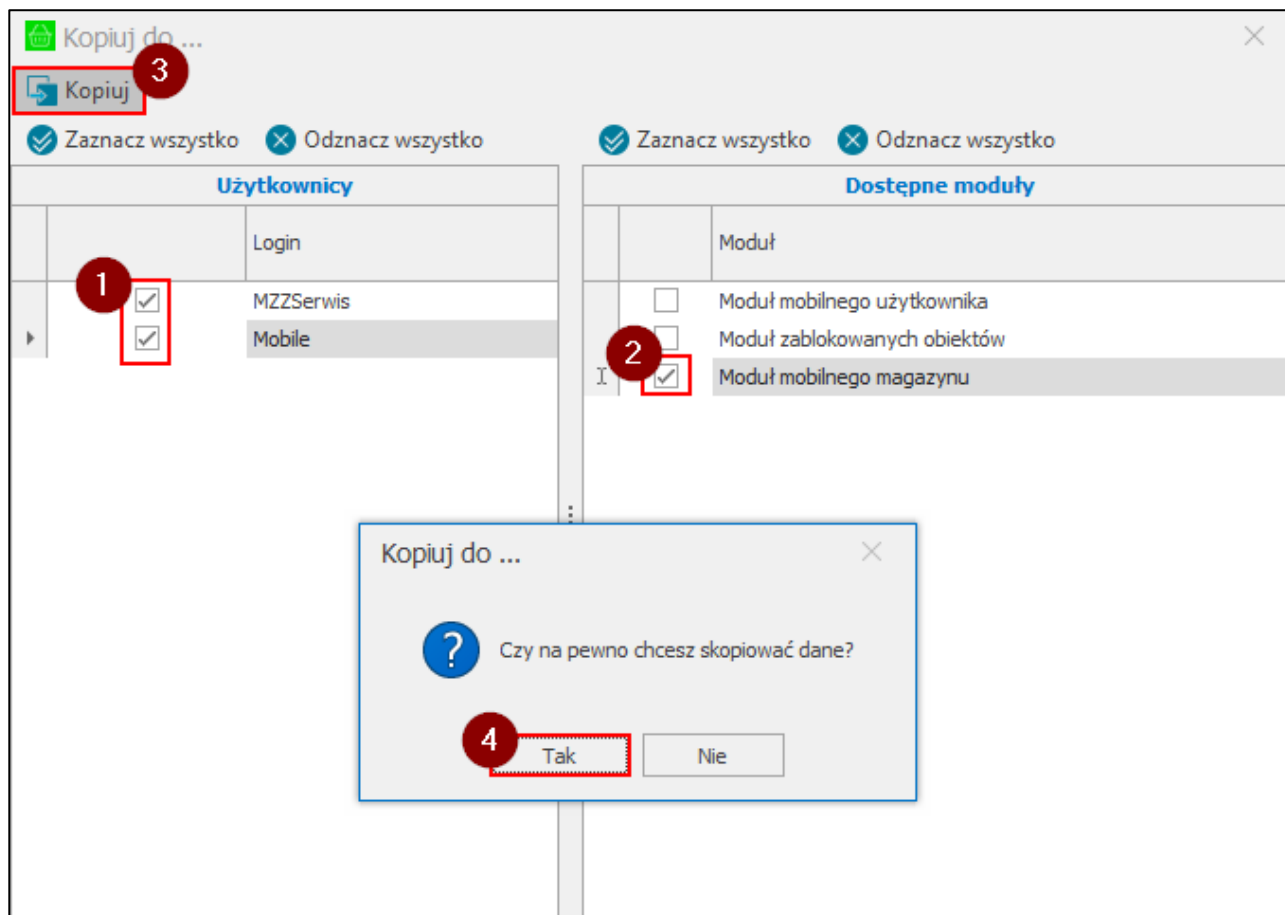 Kopiuj do ...
3
Kopiuj
Zaznacz wszystko Odznacz wszystko Zaznacz wszystko Odznacz wszystko
Użytkownicy Dostępne moduły
Login Moduł
1
MZZSerwis Moduł mobilnego użytkownika
Mobile Moduł zablokowanych obiektów
2
Moduł mobilnego magazynu
Kopiuj do ...
? Czy na pewno chcesz skopiować dane?
4
Tak Nie